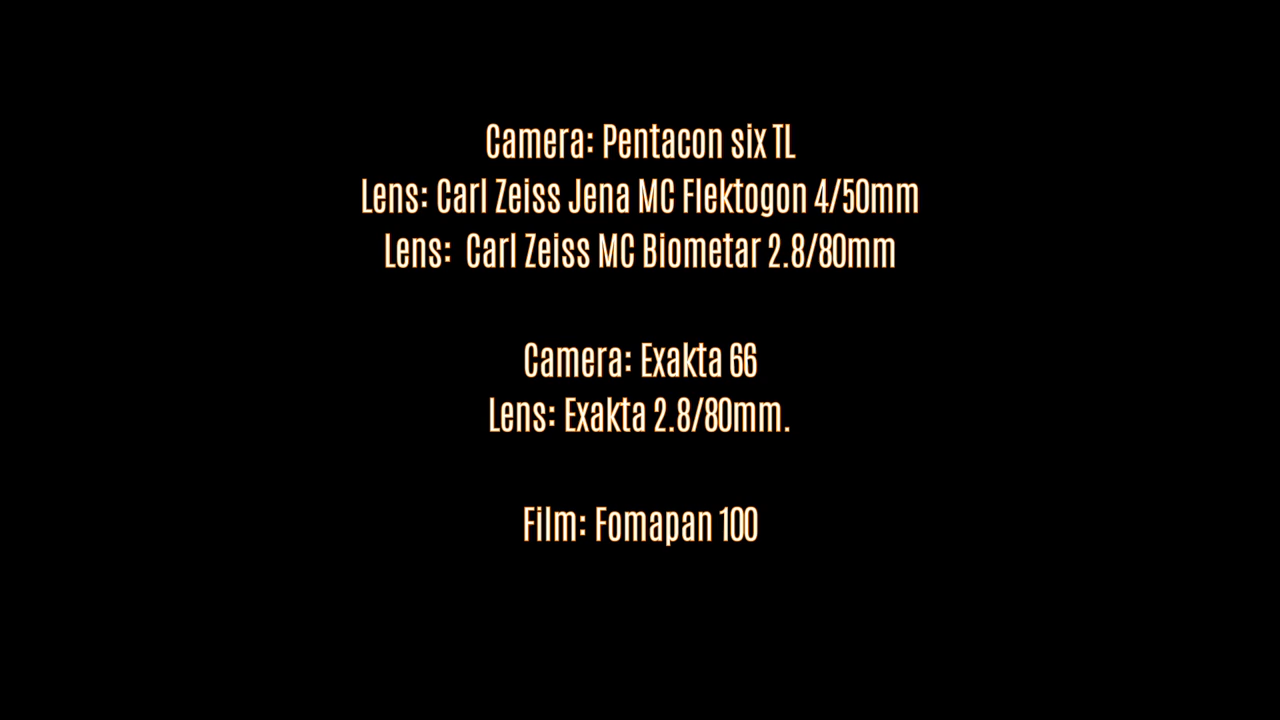 Camera: Pentacon six TL
Lens: Carl Zeiss Jena MC Flektogon 4/50mm
Lens:  Carl Zeiss MC Biometar 2.8/80mm
Camera: Exakta 66
Lens: Exakta 2.8/80mm.
Film: Fomapan 100